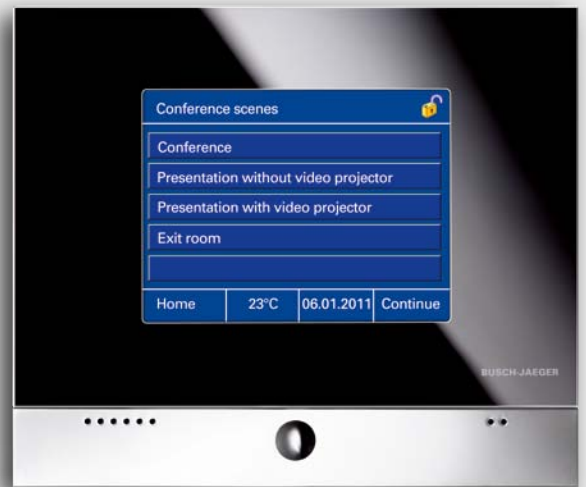 Conference scenes
Conference
Presentation without video projector
Presentation with video projector
Exit room
Home 23°C 06.01.2011 Continue
BUSCH-JAEGER